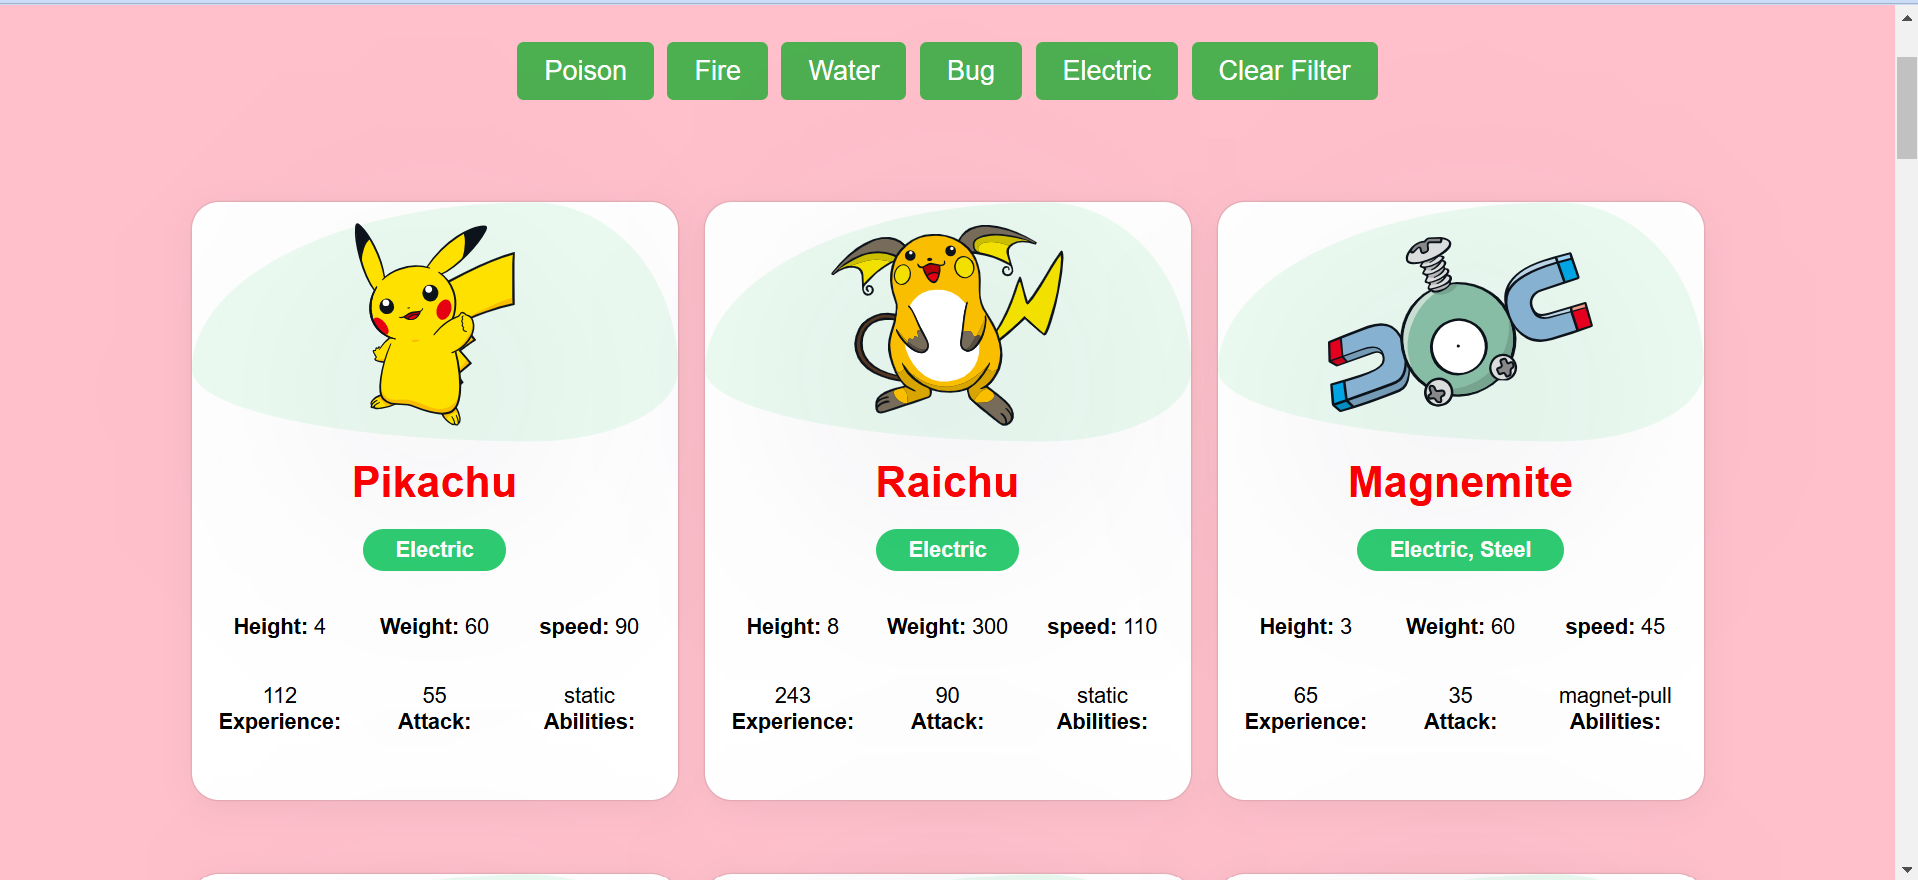 Poison Fire Water Bug Electric Clear Filter
Pikachu
Electric
Height: 4 Weight: 60 speed: 90
112 55 static
Experience: Attack: Abilities:
Raichu
Electric
Height: 8 Weight: 300 speed: 110
243 90 static
Experience: Attack: Abilities:
Magnemite
Electric, Steel
Height: 3 Weight: 60 speed: 45
65 35 magnet-pull
Experience: Attack: Abilities: